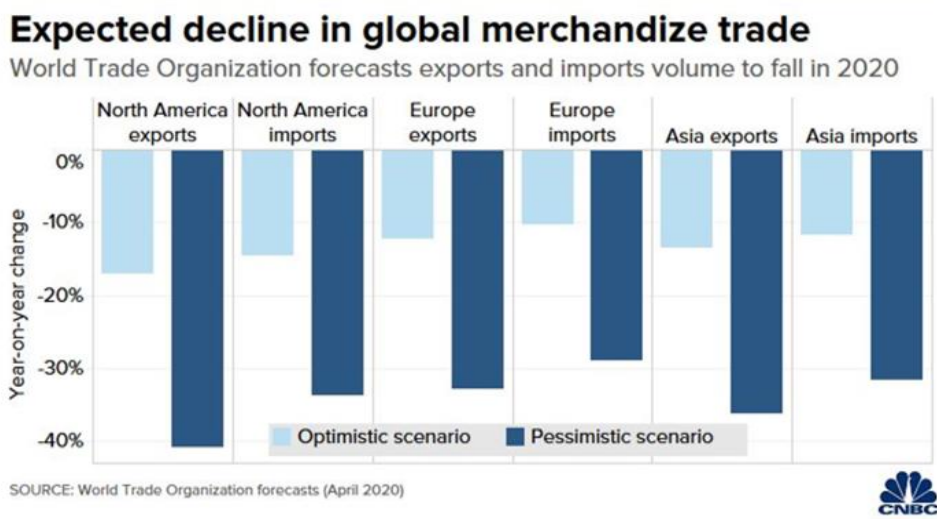 Expected decline in global merchandize trade
World Trade Organization forecasts exports and imports volume to fall in 2020
North America exports
North America imports
Europe exports
Europe imports
Asia exports
Asia imports
Year-on-year change
0%
-10%
-20%
-30%
-40%
Optimistic scenario
Pessimistic scenario
SOURCE: World Trade Organization forecasts (April 2020)
CNBC